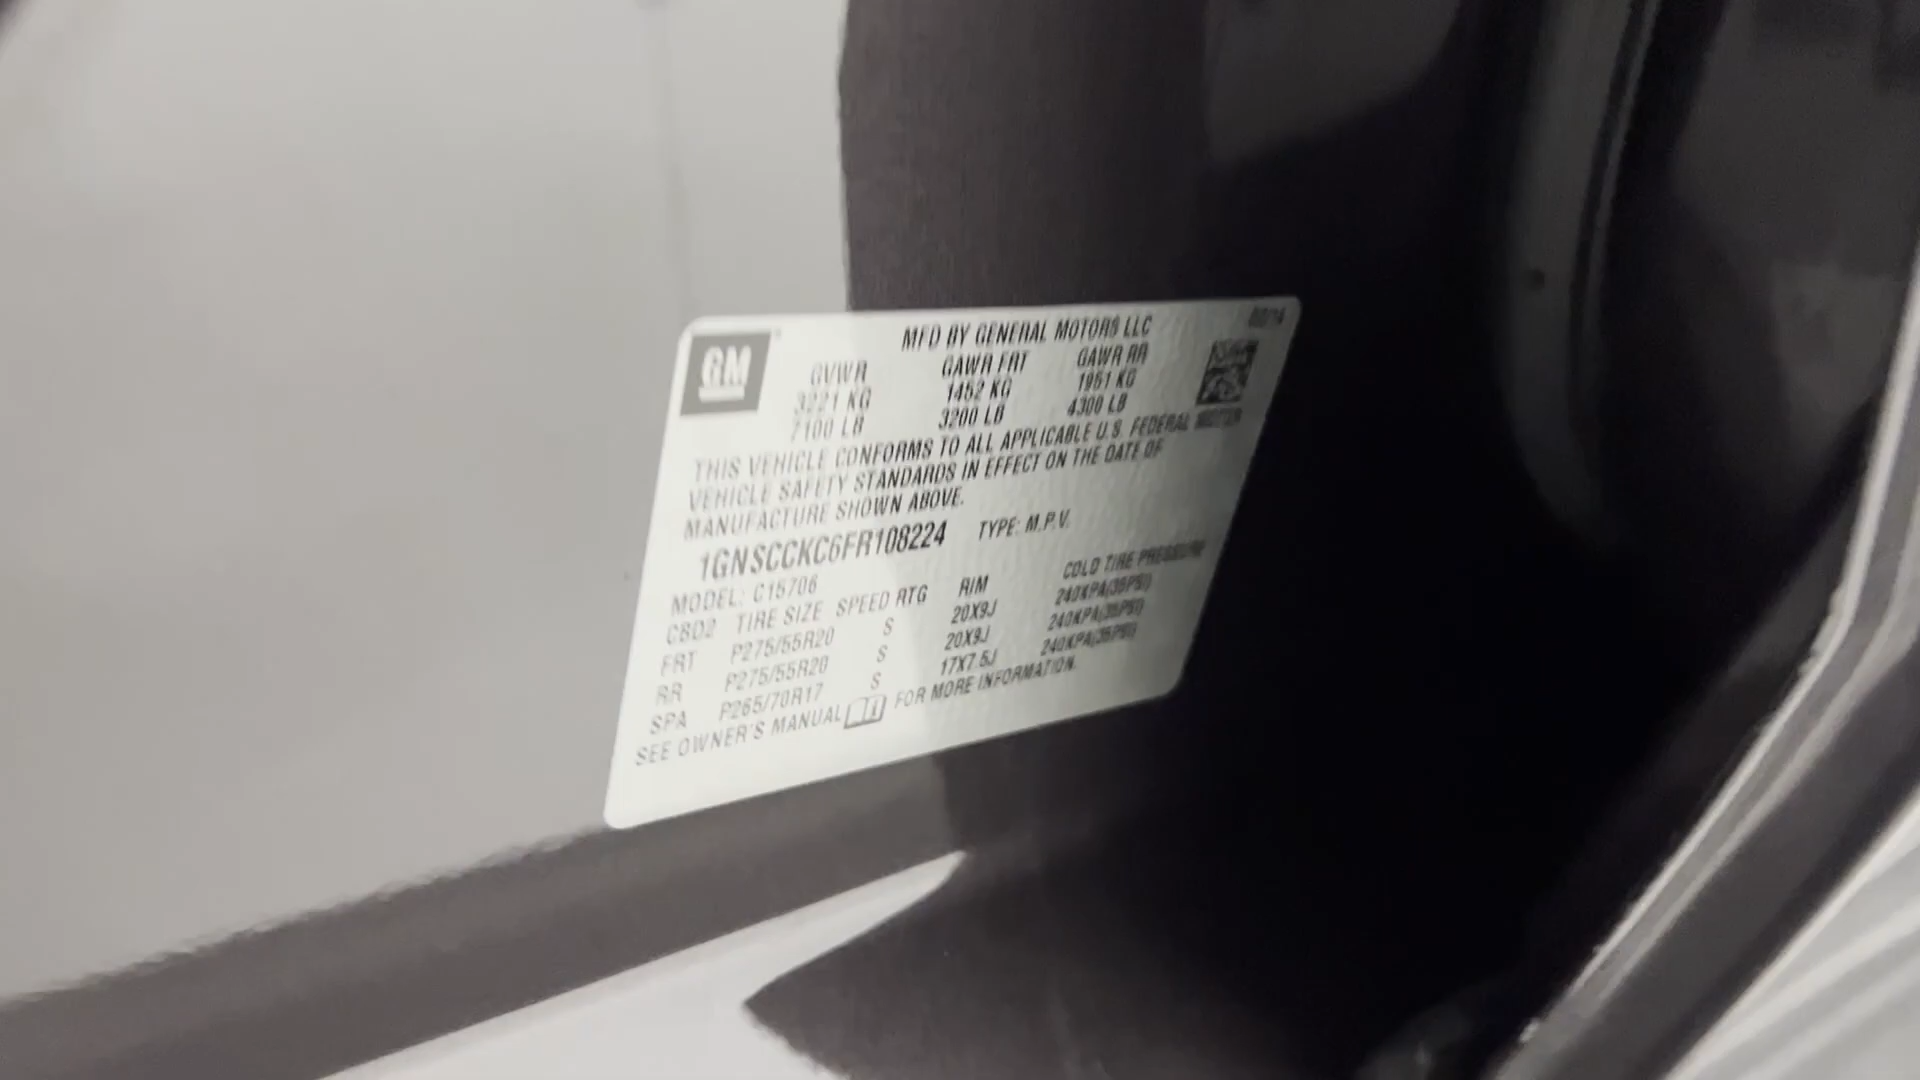 GM
MFD BY GENERAL MOTORS LLC
GVWR GAWR FRT GAWR RR
3221 KG 1452 KG 1951 KG
7100 LB 3200 LB 4300 LB
THIS VEHICLE CONFORMS TO ALL APPLICABLE U.S. FEDERAL MOTOR
VEHICLE SAFETY STANDARDS IN EFFECT ON THE DATE OF
MANUFACTURE SHOWN ABOVE.
1GNSCCKC6FR108224 TYPE: M.P.V.
MODEL: C15706
C8D2 TIRE SIZE SPEED RTG RIM COLD TIRE PRESSURE
FRT P275/55R20 S 20X9J 240KPA(35PSI)
RR P275/55R20 S 20X9J 240KPA(35PSI)
SPA P265/70R17 S 17X7.5J 240KPA(35PSI)
SEE OWNER'S MANUAL FOR MORE INFORMATION.